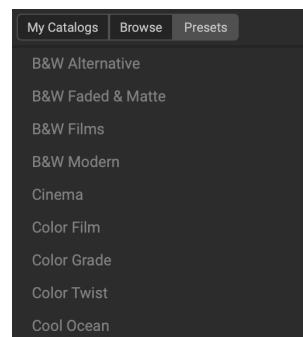 My Catalogs Browse Presets
B&W Alternative
B&W Faded & Matte
B&W Films
B&W Modern
Cinema
Color Film
Color Grade
Color Twist
Cool Ocean